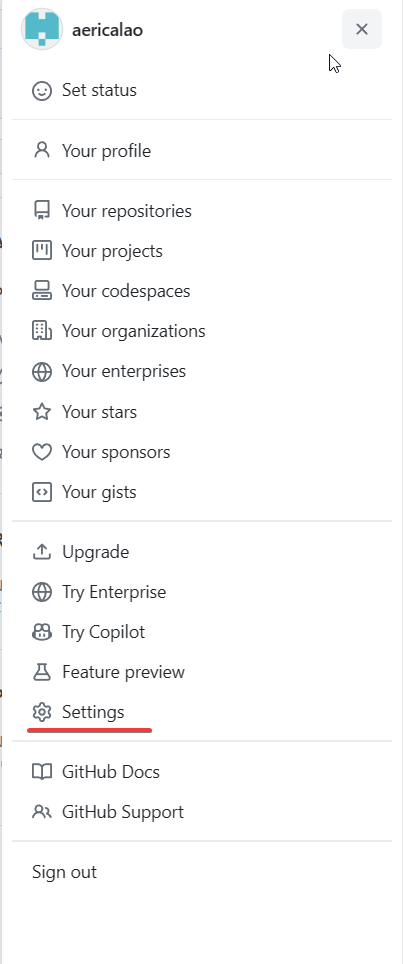 aericalao
Set status
Your profile
Your repositories
Your projects
Your codespaces
Your organizations
Your enterprises
Your stars
Your sponsors
Your gists
Upgrade
Try Enterprise
Try Copilot
Feature preview
Settings
GitHub Docs
GitHub Support
Sign out